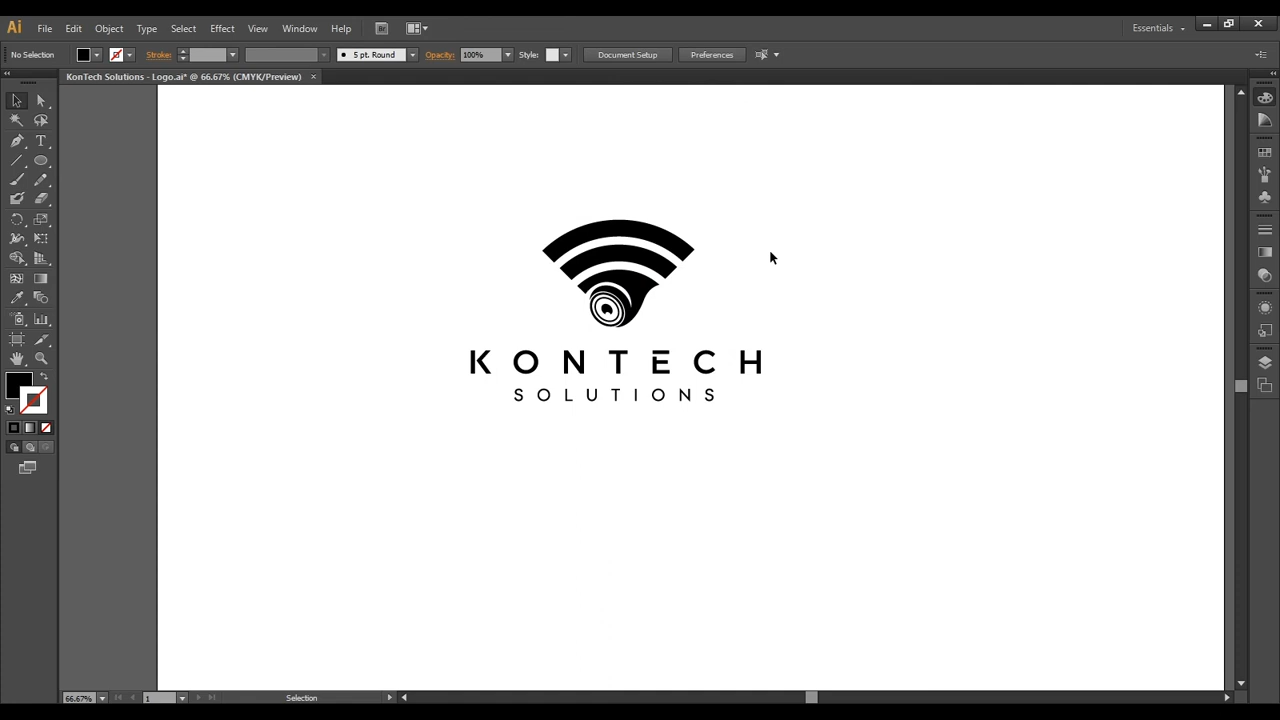 Ai File Edit Object Type Select Effect View Window Help Br Essentials
No Selection Stroke: 5 pt. Round Opacity: 100% Style: Document Setup Preferences
KonTech Solutions - Logo.ai* @ 66.67% (CMYK/Preview)
KONTECH
SOLUTIONS
66.67% 1 Selection